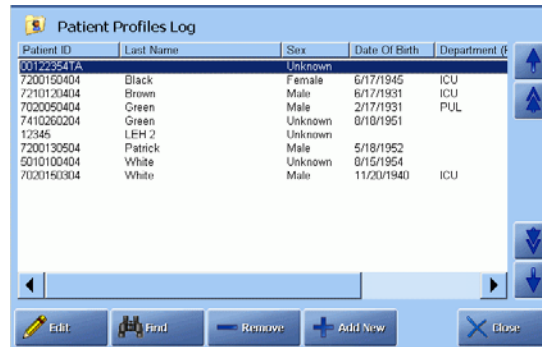 Patient Profiles Log
Patient ID Last Name Sex Date Of Birth Department (F
00122354TA Unknown
7200150404 Black Female 6/17/1945 ICU
7210120404 Brown Male 6/17/1931 ICU
7020050404 Green Male 2/17/1931 PUL
7410260204 Green Unknown 8/18/1951
12345 LEH 2 Unknown
7200130504 Patrick Male 5/18/1952
5010100404 White Unknown 8/15/1954
7020150304 White Male 11/20/1940 ICU
Edit Find Remove Add New Close